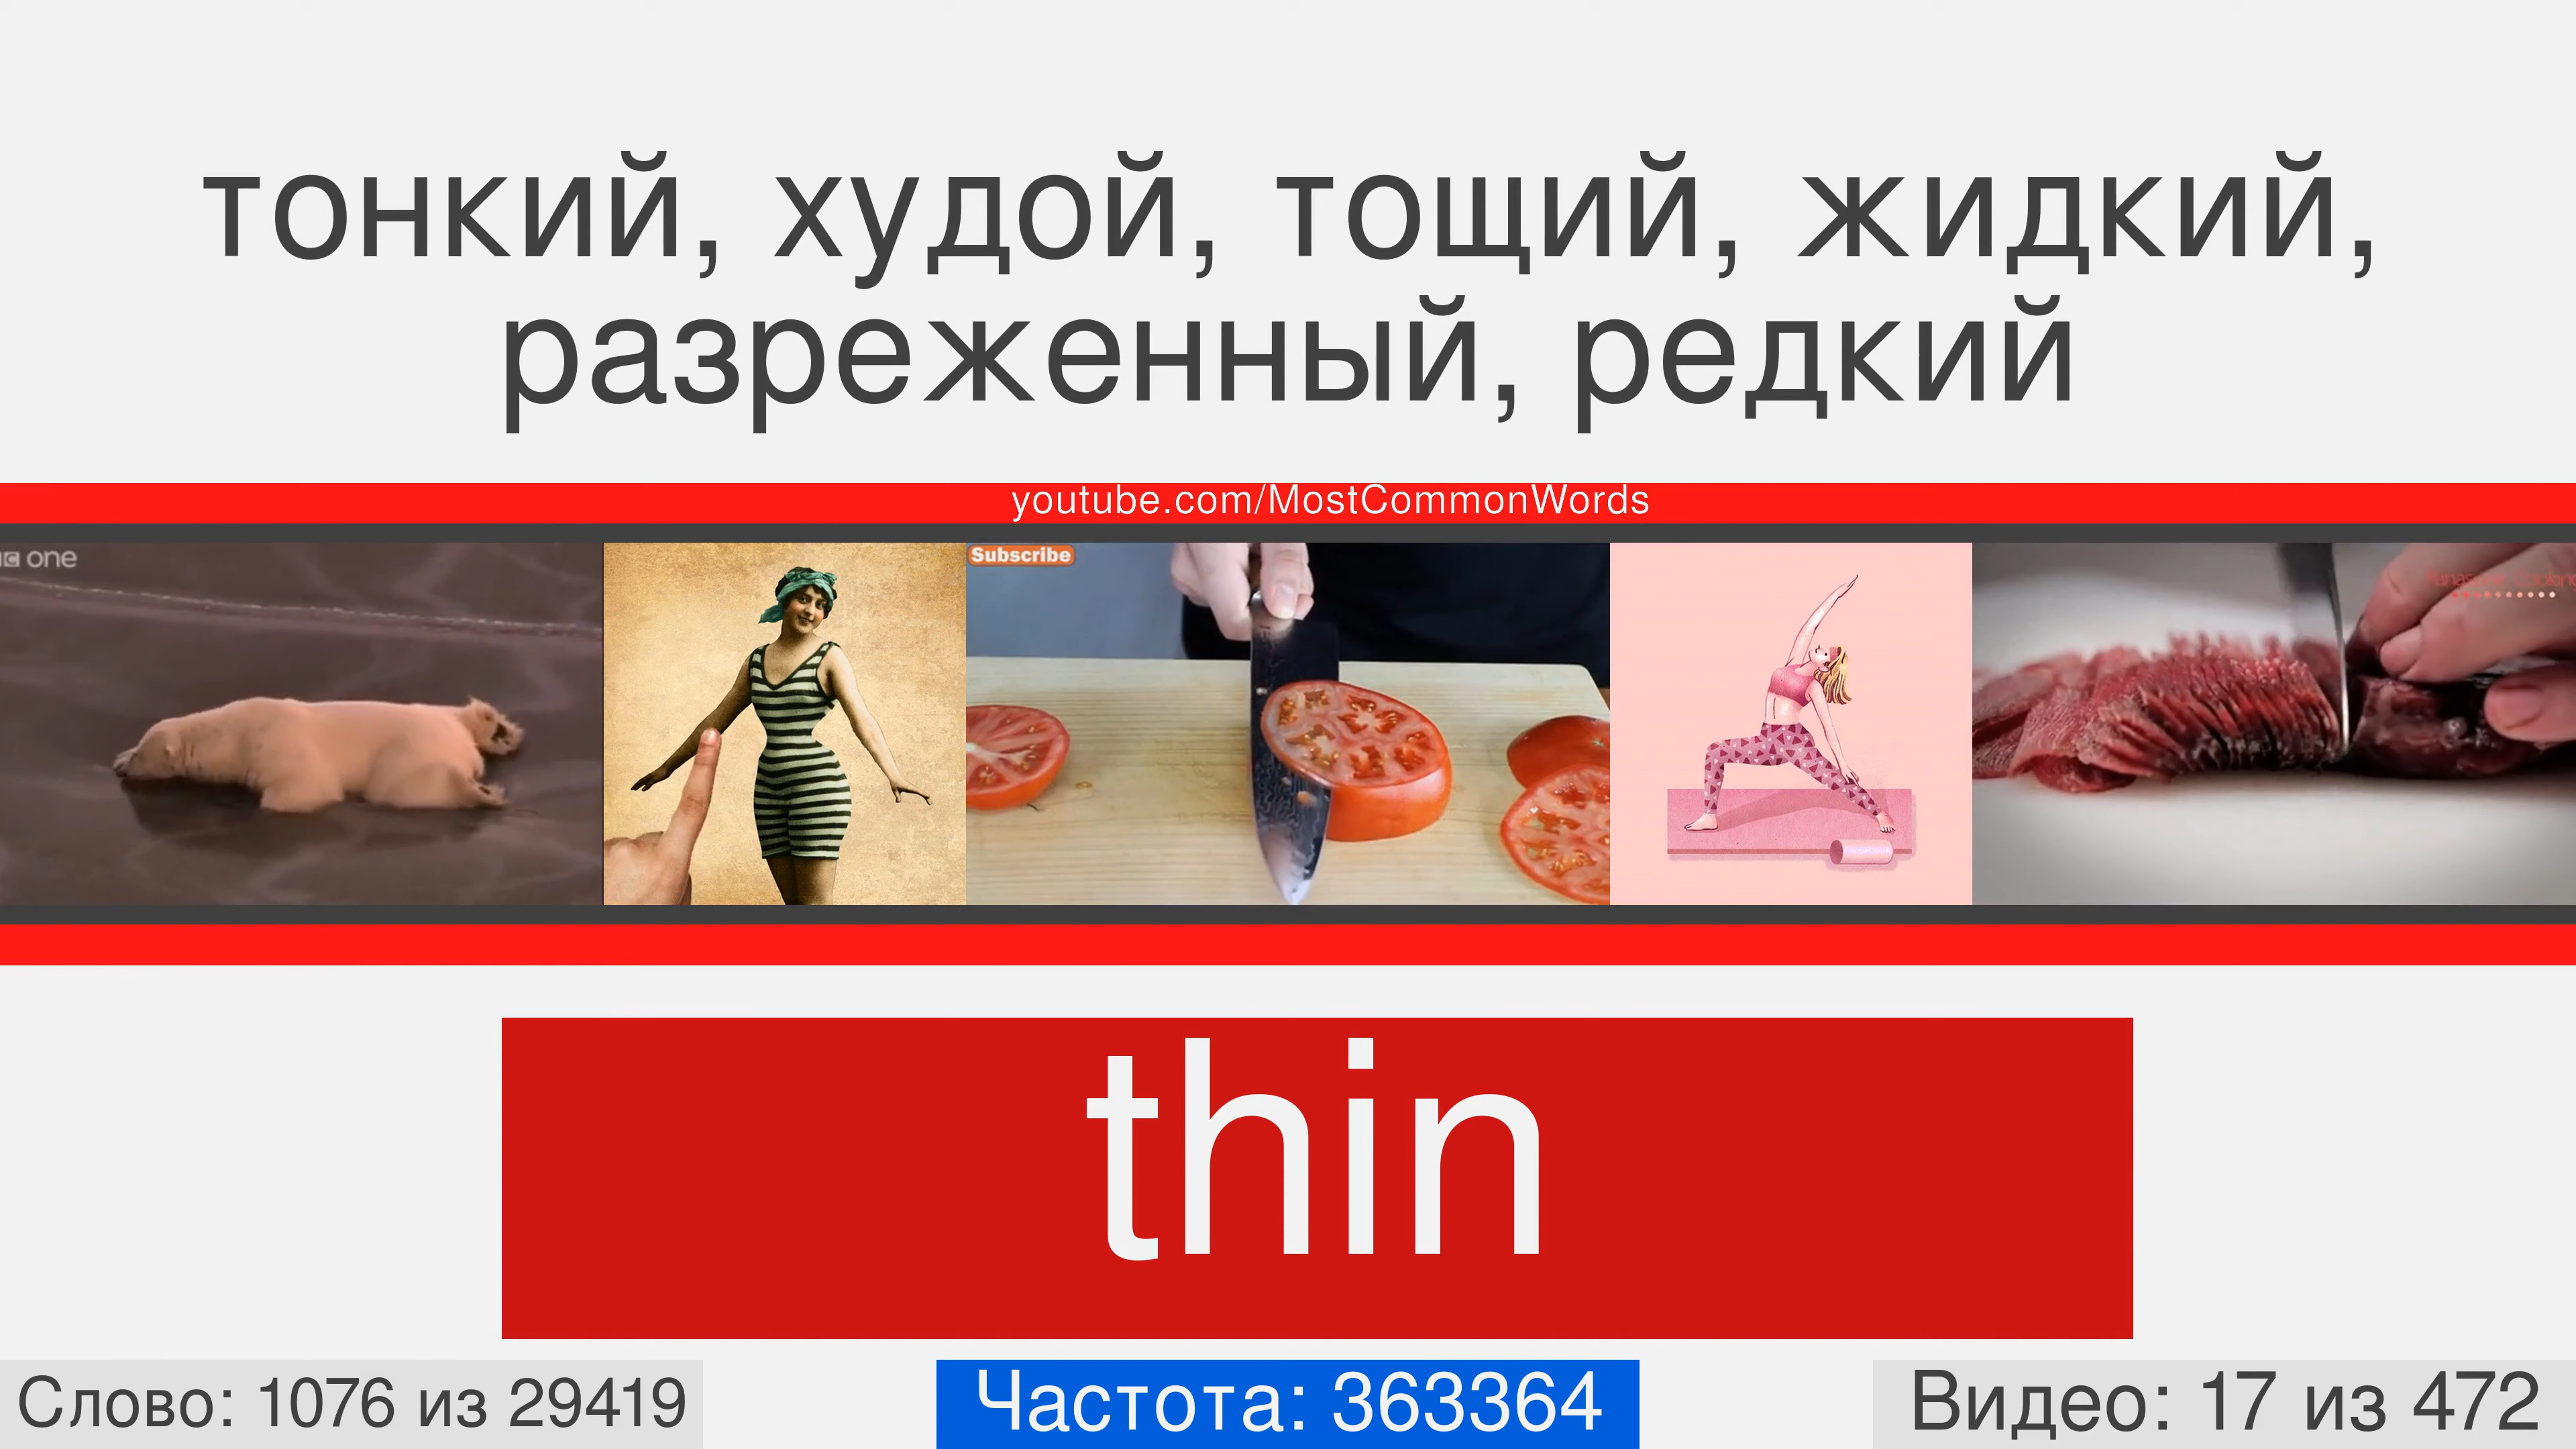 тонкий, худой, тощий, жидкий,
разреженный, редкий
youtube.com/MostCommonWords
one
Subscribe
Cooking
thin
Слово: 1076 из 29419
Частота: 363364
Видео: 17 из 472